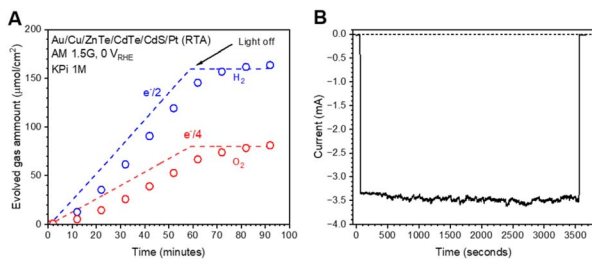 A
Au/Cu/ZnTe/CdTe/CdS/Pt (RTA)
AM 1.5G, 0 V_RHE
KPi 1M
Light off
e⁻/2
H₂
e⁻/4
O₂
Evolved gas ammount (μmol/cm²)
200
150
100
50
0
0 10 20 30 40 50 60 70 80 90 100
Time (minutes)
B
Current (mA)
0.0
−0.5
−1.0
−1.5
−2.0
−2.5
−3.0
−3.5
−4.0
0 500 1000 1500 2000 2500 3000 3500
Time (seconds)